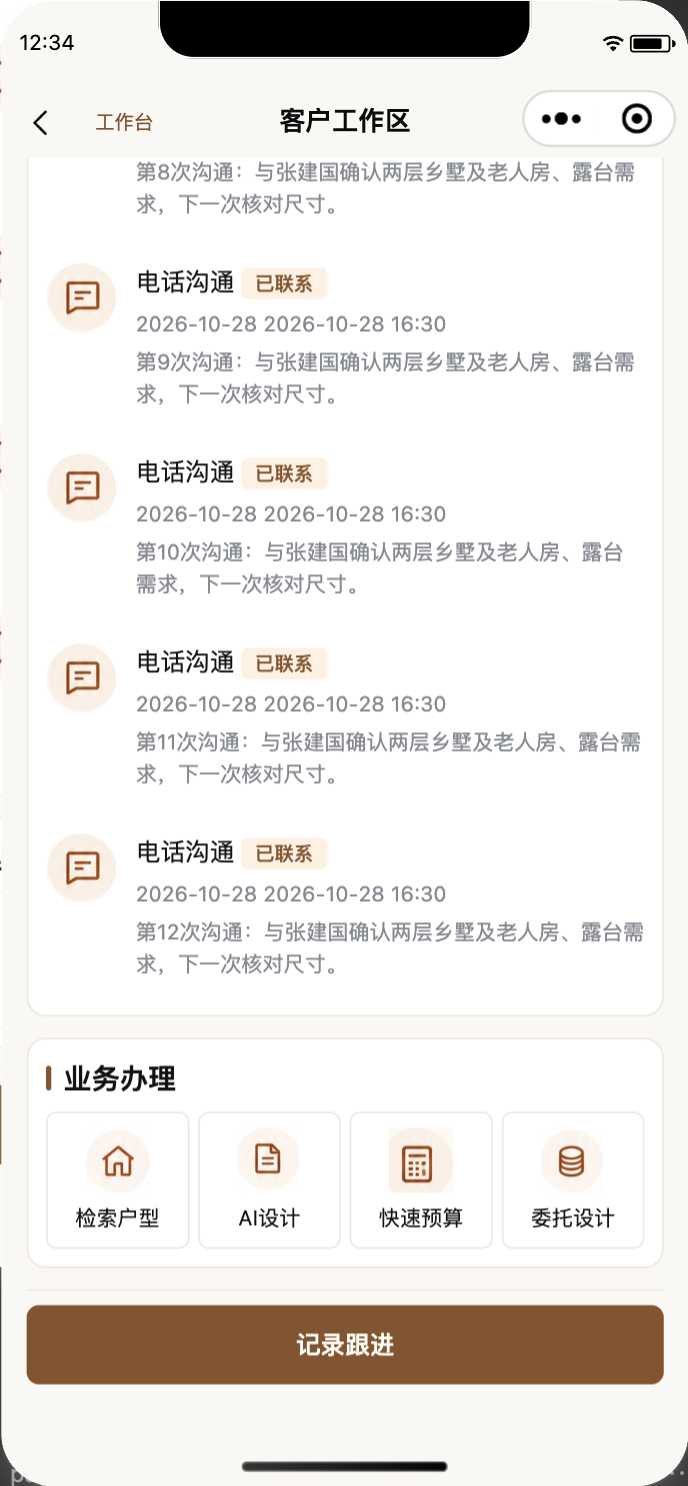 12:34
工作台
客户工作区
第8次沟通：与张建国确认两层乡墅及老人房、露台需
求，下一次核对尺寸。
电话沟通 已联系
2026-10-28 2026-10-28 16:30
第9次沟通：与张建国确认两层乡墅及老人房、露台需
求，下一次核对尺寸。
电话沟通 已联系
2026-10-28 2026-10-28 16:30
第10次沟通：与张建国确认两层乡墅及老人房、露台
需求，下一次核对尺寸。
电话沟通 已联系
2026-10-28 2026-10-28 16:30
第11次沟通：与张建国确认两层乡墅及老人房、露台需
求，下一次核对尺寸。
电话沟通 已联系
2026-10-28 2026-10-28 16:30
第12次沟通：与张建国确认两层乡墅及老人房、露台需
求，下一次核对尺寸。
业务办理
检索户型
AI设计
快速预算
委托设计
记录跟进